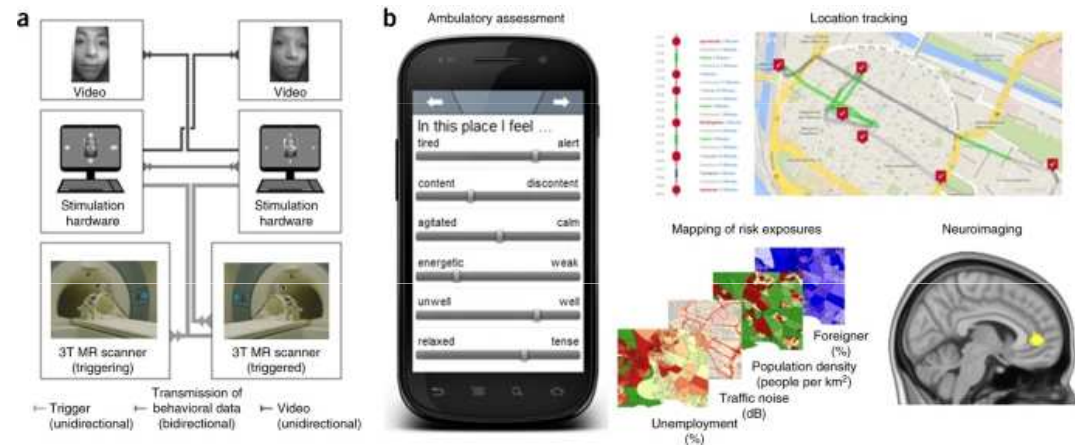 a
Video
Video
Stimulation
hardware
Stimulation
hardware
3T MR scanner
(triggering)
3T MR scanner
(triggered)
Trigger
(unidirectional)
Transmission of
behavioral data
(bidirectional)
Video
(unidirectional)
b
Ambulatory assessment
In this place I feel ...
tired alert
content discontent
agitated calm
energetic weak
unwell well
relaxed tense
Location tracking
Mapping of risk exposures
Foreigner
(%)
Population density
(people per km²)
Traffic noise
(dB)
Unemployment
(%)
Neuroimaging